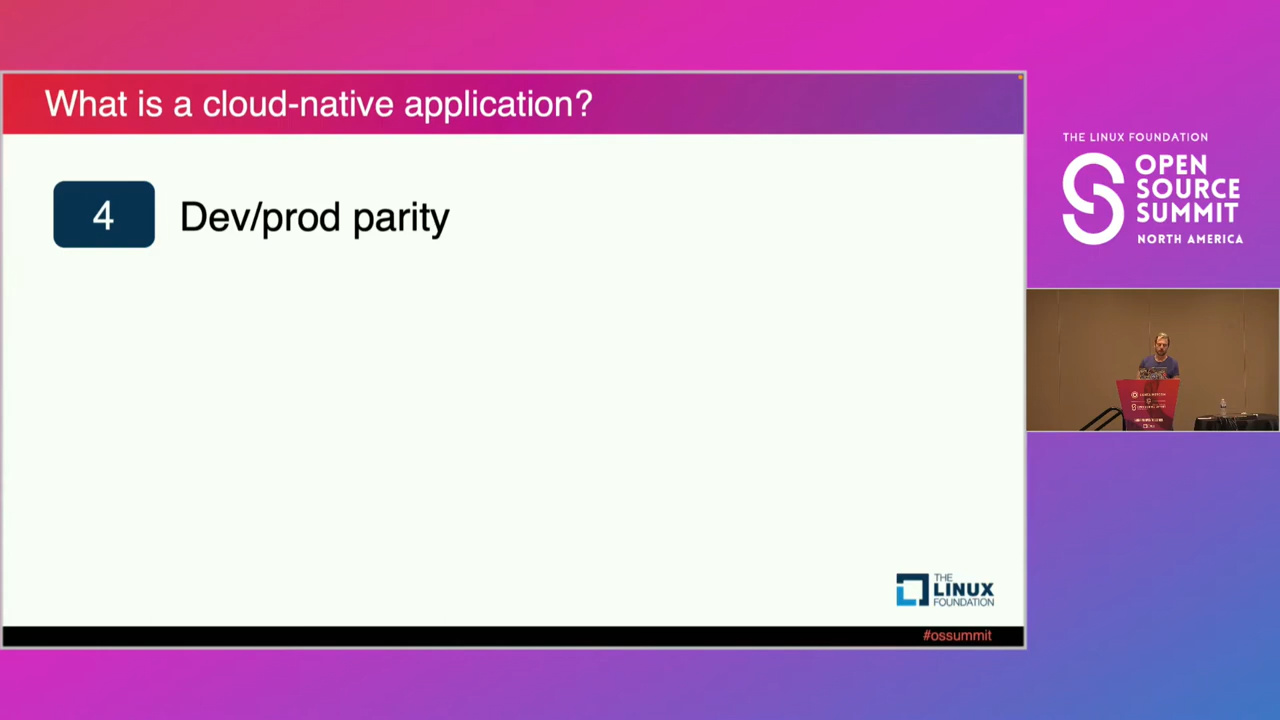 What is a cloud-native application?
4
Dev/prod parity
THE
LINUX
FOUNDATION
#ossummit
THE LINUX FOUNDATION
OPEN
SOURCE
SUMMIT
NORTH AMERICA